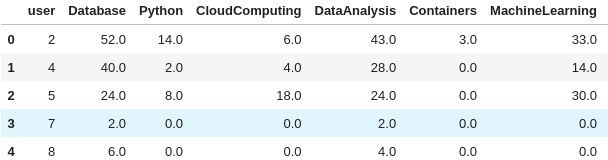 user Database Python CloudComputing DataAnalysis Containers MachineLearning
0 2 52.0 14.0 6.0 43.0 3.0 33.0
1 4 40.0 2.0 4.0 28.0 0.0 14.0
2 5 24.0 8.0 18.0 24.0 0.0 30.0
3 7 2.0 0.0 0.0 2.0 0.0 0.0
4 8 6.0 0.0 0.0 4.0 0.0 0.0